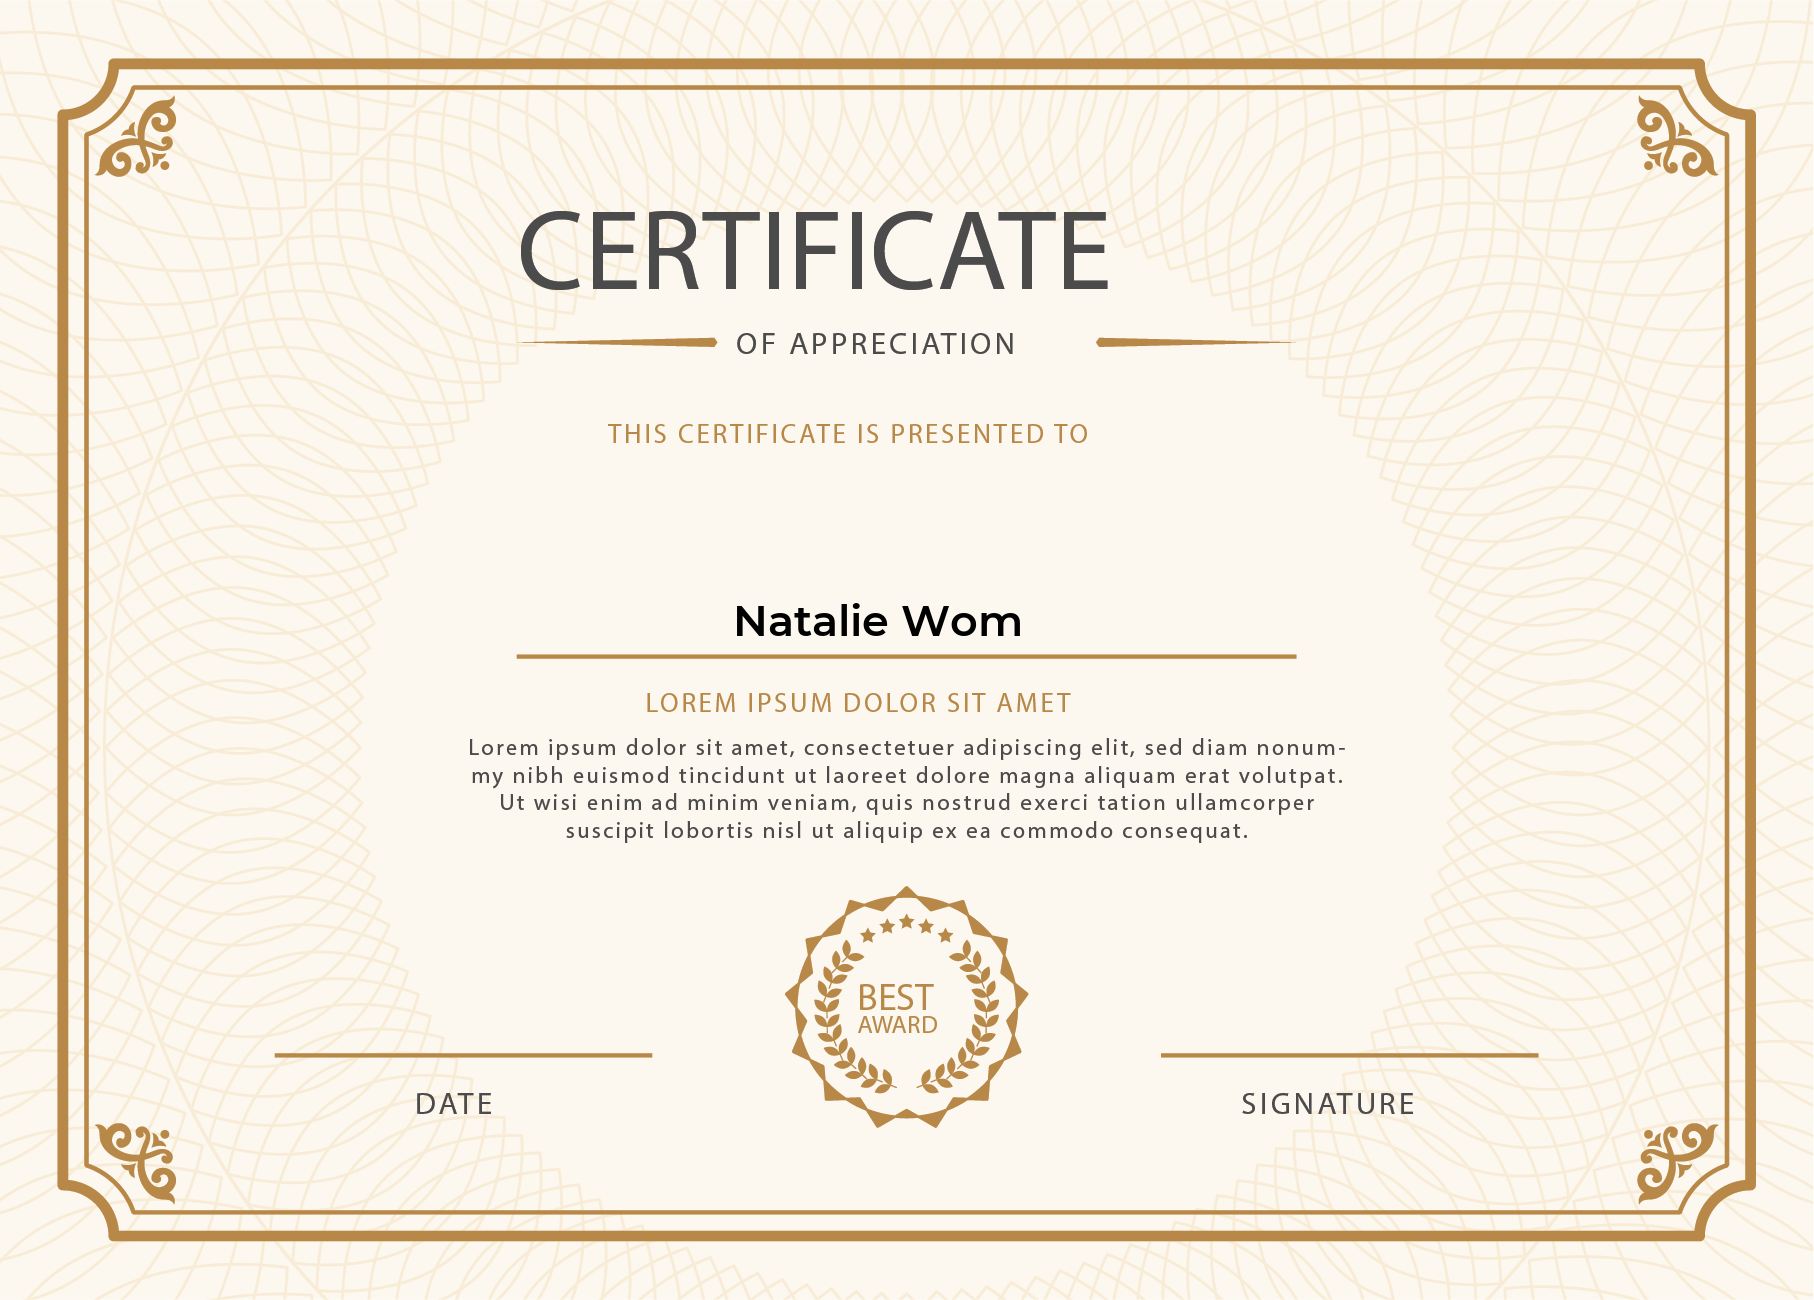 CERTIFICATE
OF APPRECIATION
THIS CERTIFICATE IS PRESENTED TO
Natalie Wom
LOREM IPSUM DOLOR SIT AMET
Lorem ipsum dolor sit amet, consectetuer adipiscing elit, sed diam nonum-
my nibh euismod tincidunt ut laoreet dolore magna aliquam erat volutpat.
Ut wisi enim ad minim veniam, quis nostrud exerci tation ullamcorper
suscipit lobortis nisl ut aliquip ex ea commodo consequat.
BEST
AWARD
DATE
SIGNATURE